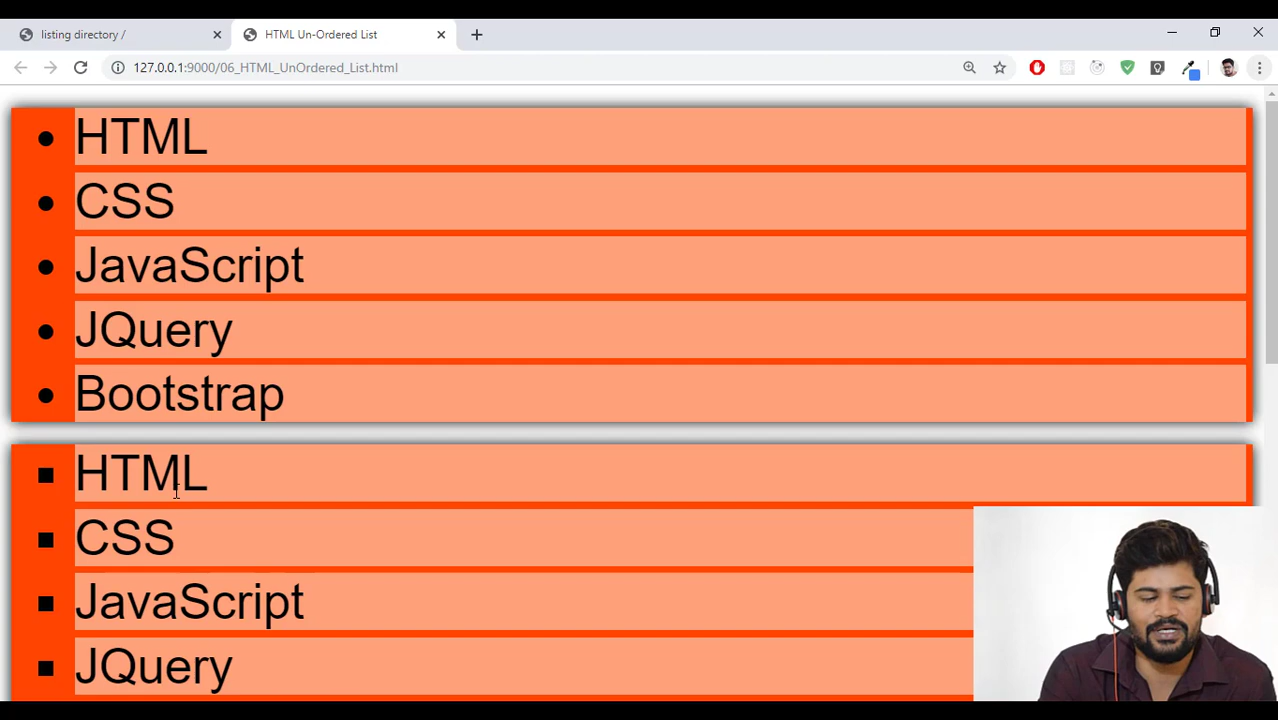 listing directory /
HTML Un-Ordered List
127.0.0.1:9000/06_HTML_UnOrdered_List.html
HTML
CSS
JavaScript
JQuery
Bootstrap
HTML
CSS
JavaScript
JQuery